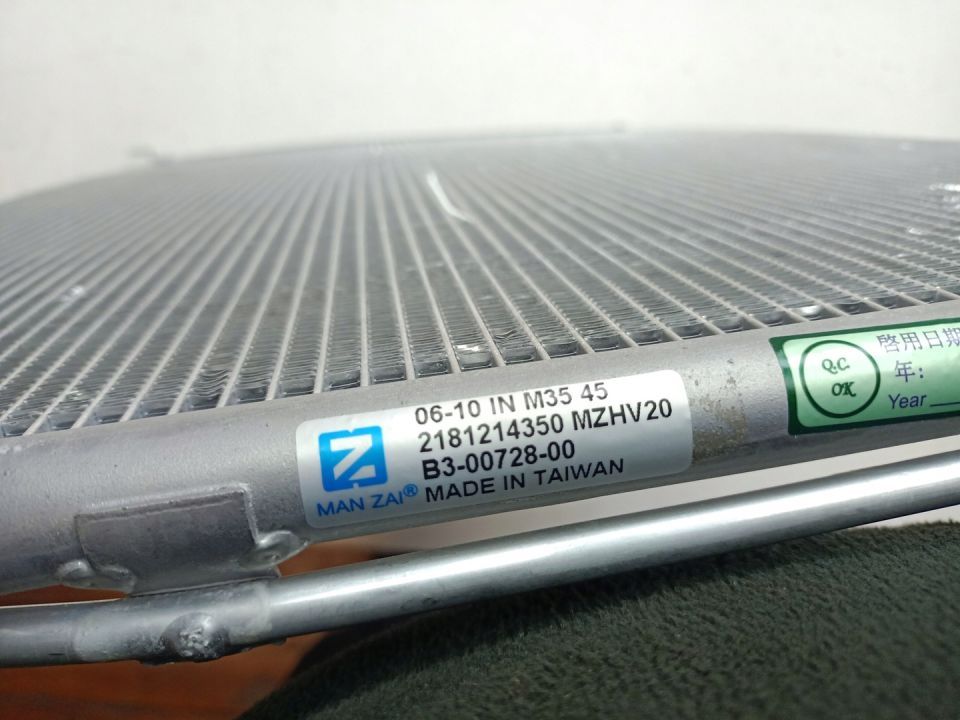 06-10 IN M35 45
2181214350 MZHV20
B3-00728-00
MADE IN TAIWAN
MAN ZAI®
Q.C.
OK
啓用日期
年:
Year